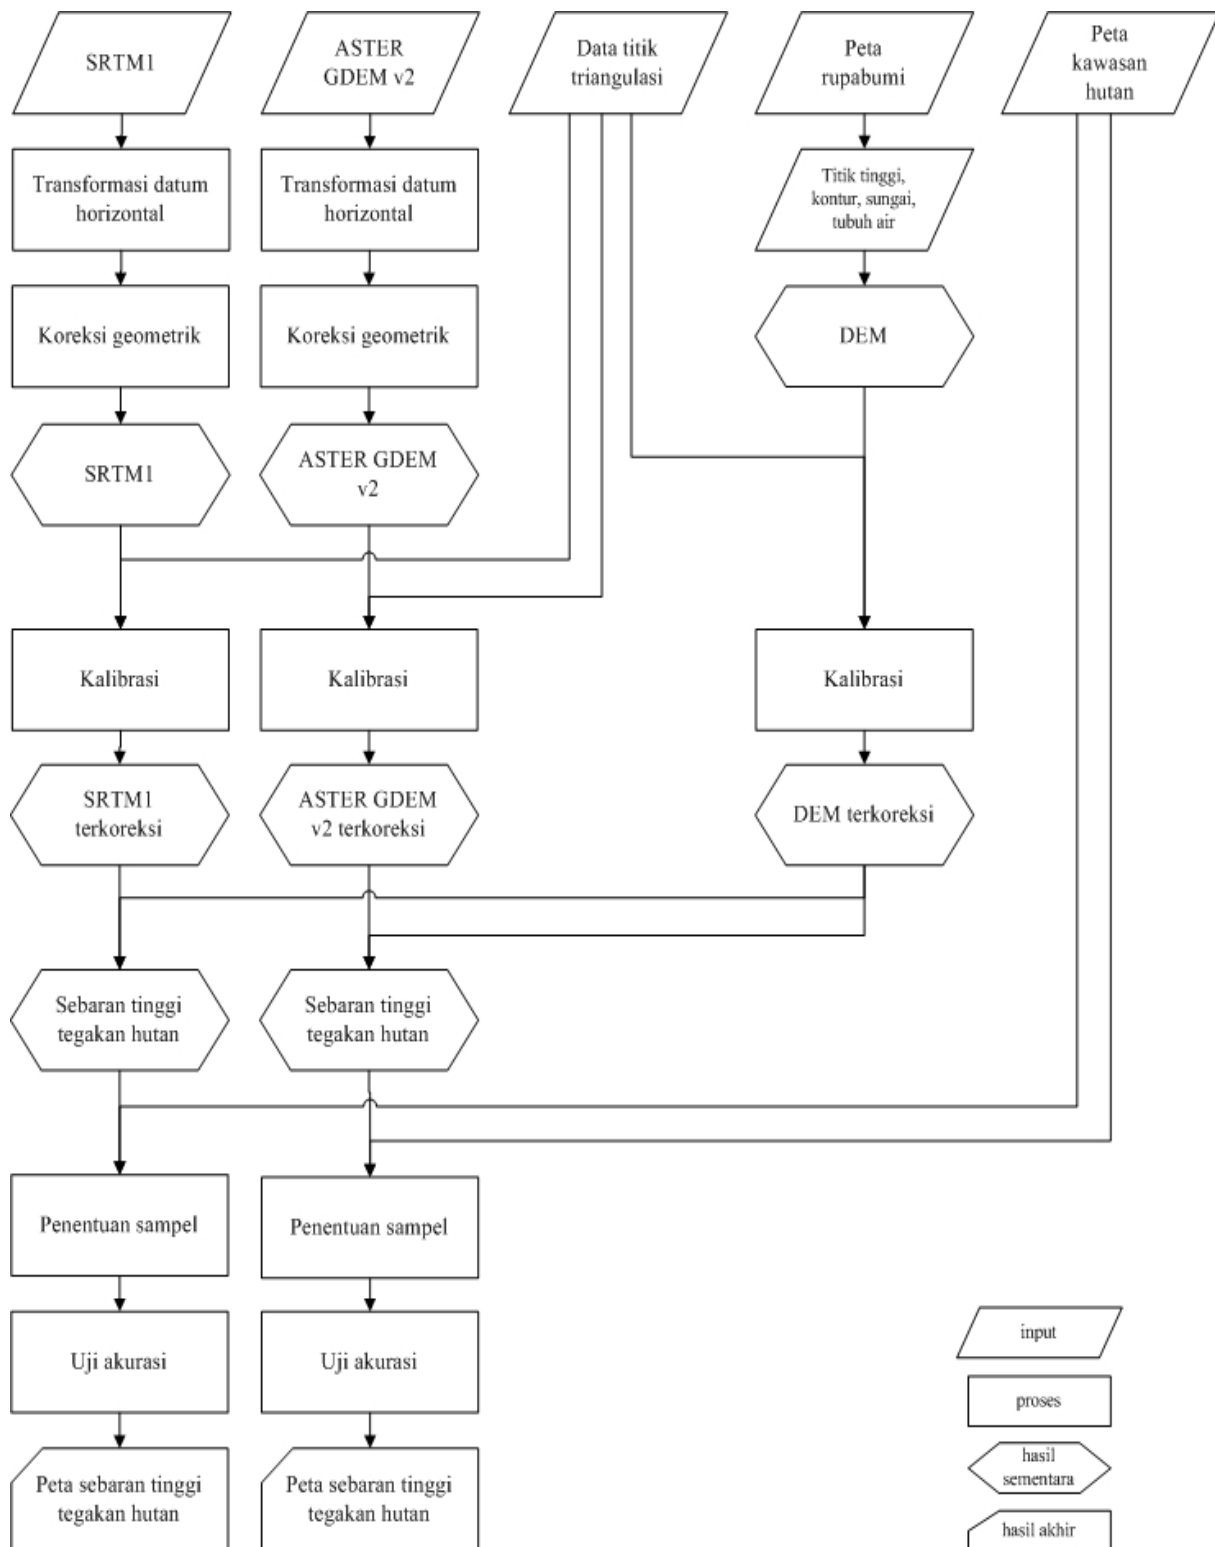 SRTM1
ASTER
GDEM v2
Data titik
triangulasi
Peta
rupabumi
Peta
kawasan
hutan
Transformasi datum
horizontal
Transformasi datum
horizontal
Titik tinggi,
kontur, sungai,
tubuh air
Koreksi geometrik
Koreksi geometrik
DEM
SRTM1
ASTER GDEM
v2
Kalibrasi
Kalibrasi
Kalibrasi
SRTM1
terkoreksi
ASTER GDEM
v2 terkoreksi
DEM terkoreksi
Sebaran tinggi
tegakan hutan
Sebaran tinggi
tegakan hutan
Penentuan sampel
Penentuan sampel
Uji akurasi
Uji akurasi
Peta sebaran tinggi
tegakan hutan
Peta sebaran tinggi
tegakan hutan
input
proses
hasil
sementara
hasil akhir